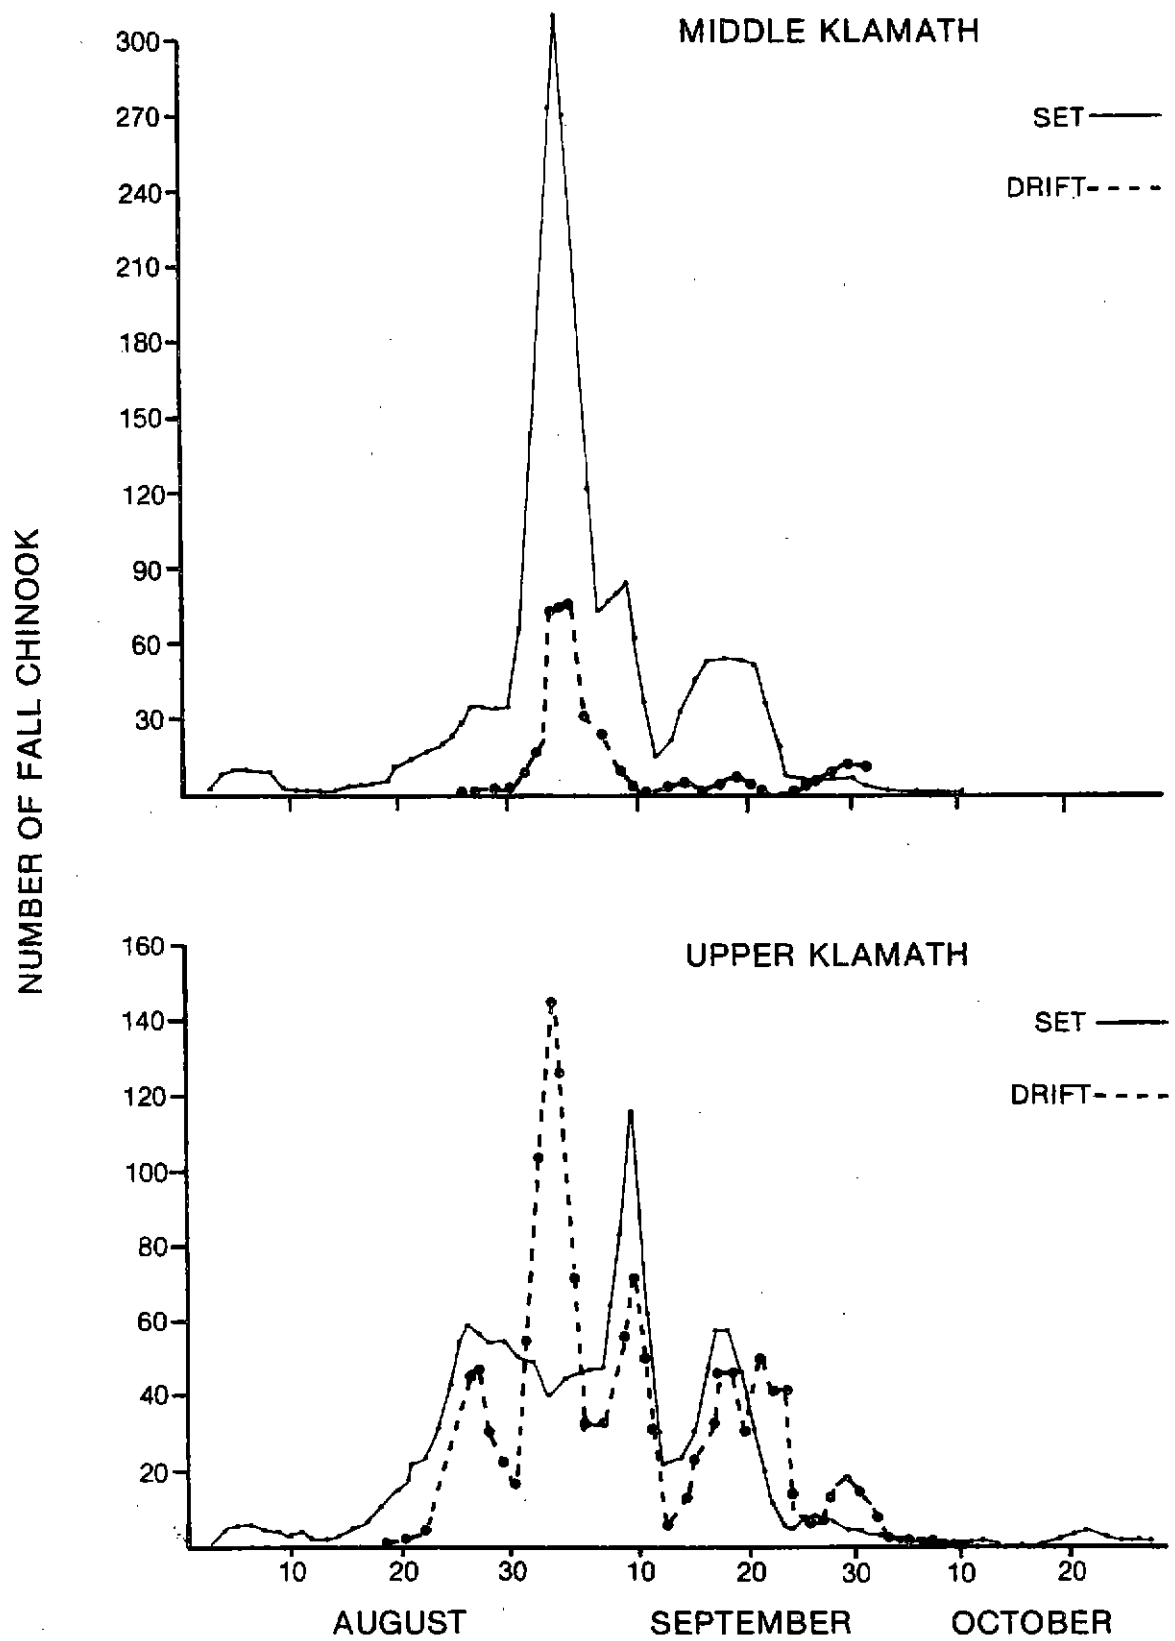 MIDDLE KLAMATH
SET
DRIFT
300
270
240
210
180
150
120
90
60
30
NUMBER OF FALL CHINOOK
UPPER KLAMATH
SET
DRIFT
160
140
120
100
80
60
40
20
10 20 30 10 20 30 10 20
AUGUST SEPTEMBER OCTOBER